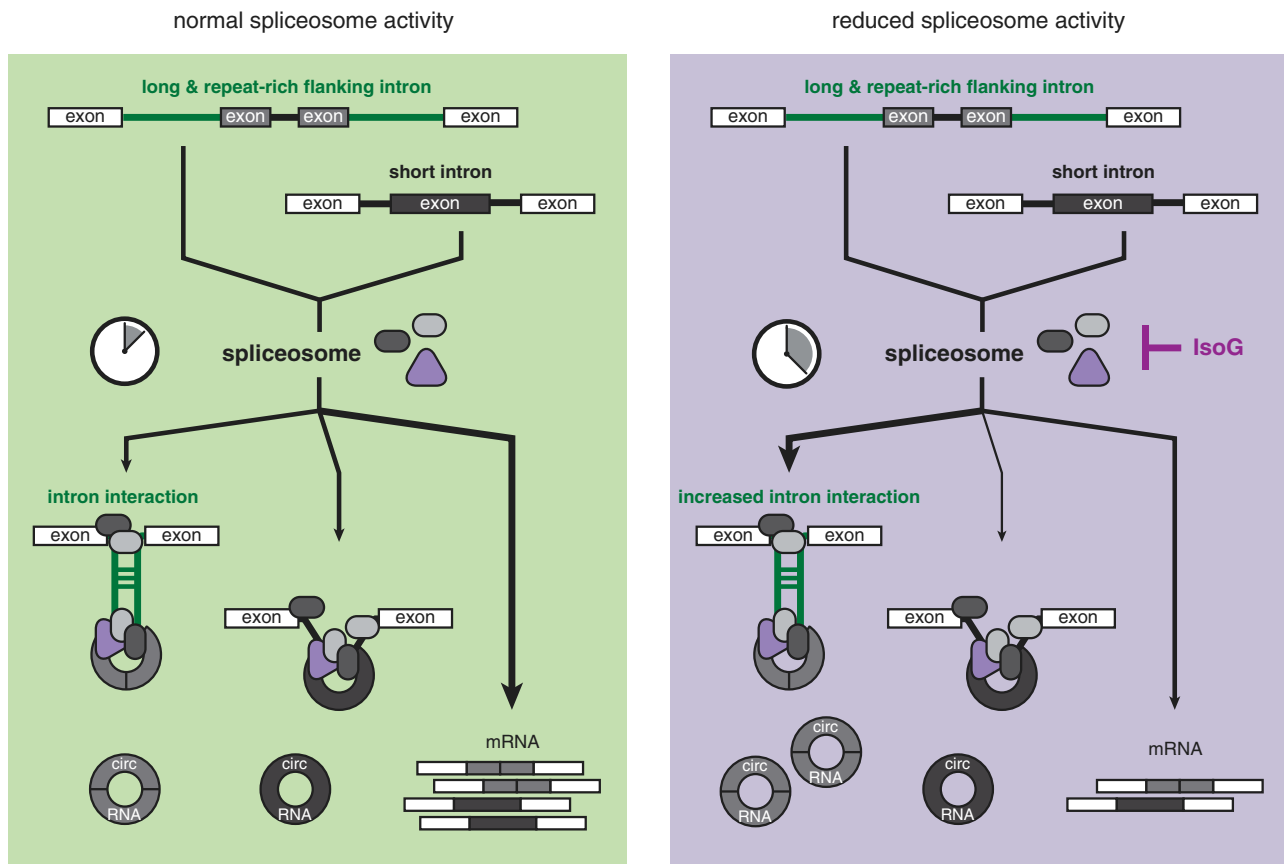 normal spliceosome activity
long & repeat-rich flanking intron
exon exon exon exon
short intron
exon exon exon
spliceosome
intron interaction
exon exon
exon exon
mRNA
circ
RNA
circ
RNA
reduced spliceosome activity
long & repeat-rich flanking intron
exon exon exon exon
short intron
exon exon exon
spliceosome
IsoG
increased intron interaction
exon exon
exon exon
circ
RNA
mRNA
circ
RNA
circ
RNA